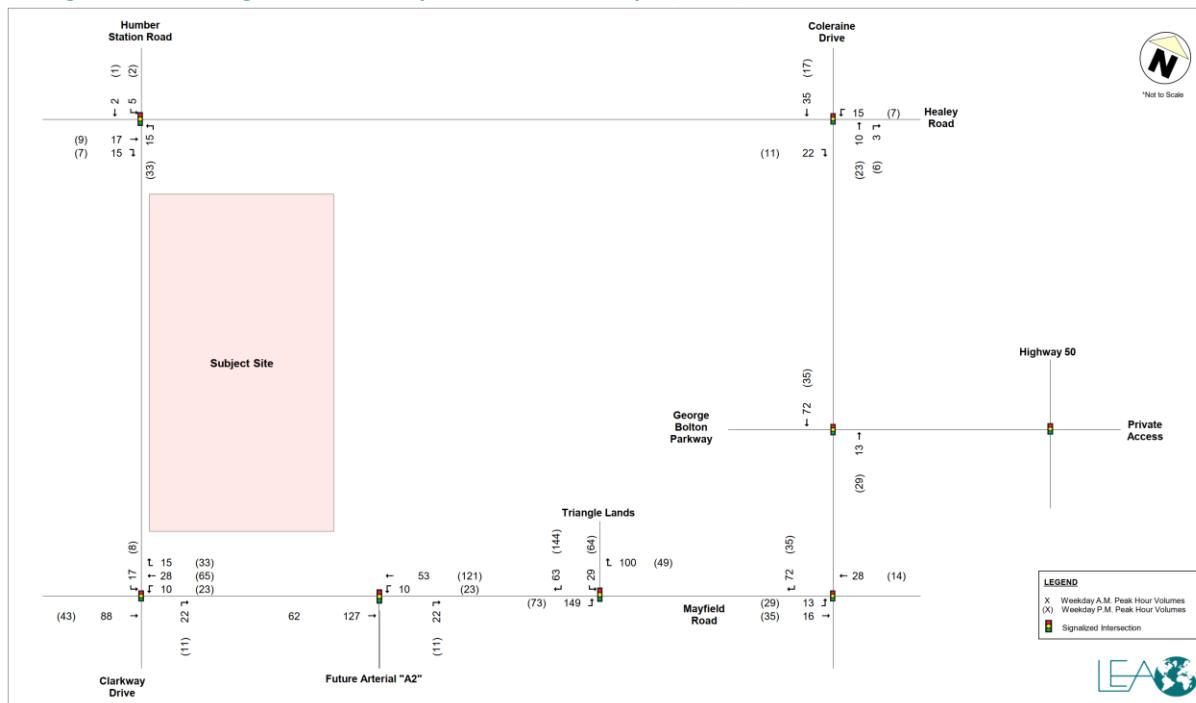 Humber
Station Road
Coleraine
Drive
N
*Not to Scale
(1) (2)
2 5
(17)
35
15 (7)
Healey
Road
(9) 17
(7) 15
15
(33)
10 3
(23) (6)
(11) 22
Subject Site
Highway 50
(35)
72
George
Bolton
Parkway
Private
Access
13
(29)
Triangle Lands
(8)
17
15 (33)
28 (65)
10 (23)
(43) 88
22
(11)
53 (121)
10 (23)
62 127
22
(11)
(144) (64)
63 29
100 (49)
(73) 149
Mayfield
Road
(35)
72
28 (14)
(29) 13
(35) 16
Clarkway
Drive
Future Arterial "A2"
LEGEND
X Weekday A.M. Peak Hour Volumes
(X) Weekday P.M. Peak Hour Volumes
Signalized Intersection
LEA